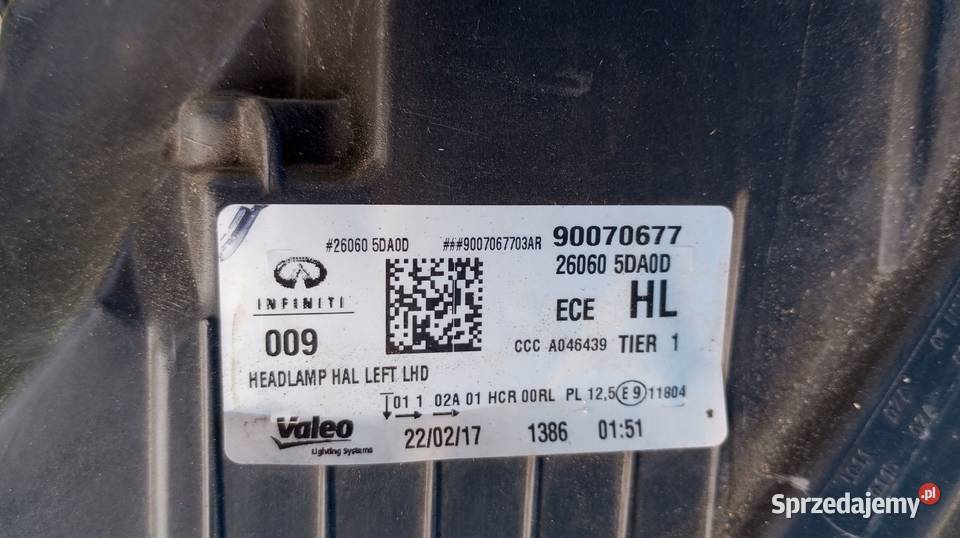 #26060 5DA0D ###9007067703AR 90070677
26060 5DA0D
INFINITI
ECE HL
009
CCC A046439 TIER 1
HEADLAMP HAL LEFT LHD
01 1 02A 01 HCR 00RL PL 12,5 E9 11804
Valeo
Lighting Systems
22/02/17 1386 01:51
Sprzedajemy.pl